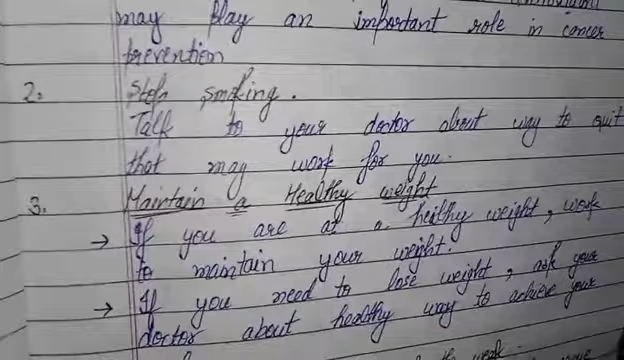 may play an important role in cancer
prevention
2. Stop smoking.
Talk to your doctor about way to quit
that may work for you.
3. Maintain a Healthy weight
→ If you are at a heilthy weight, work
to maintain your weight.
→ If you need to lose weight, ask your
doctor about healthy way to achieve your